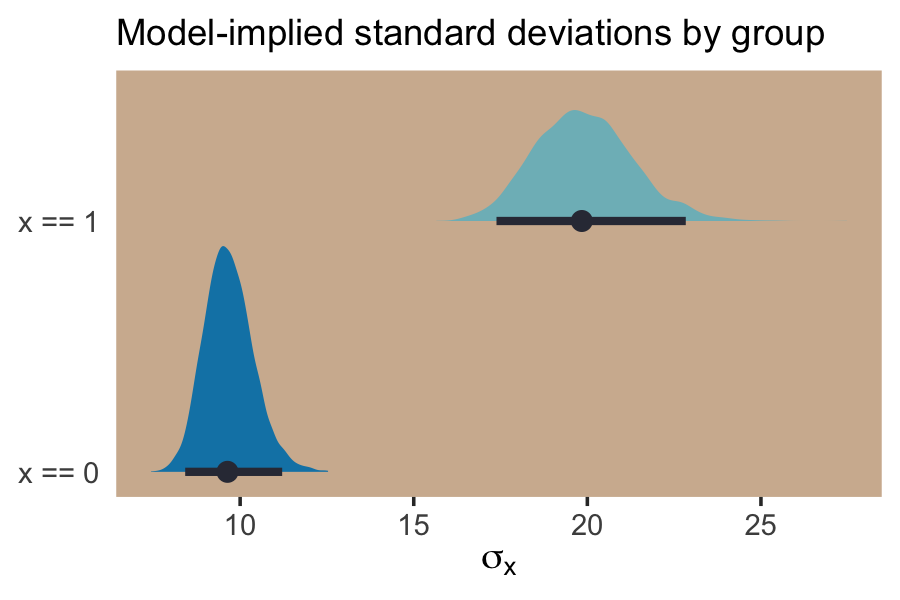 Model-implied standard deviations by group
x == 1
x == 0
10 15 20 25
σx